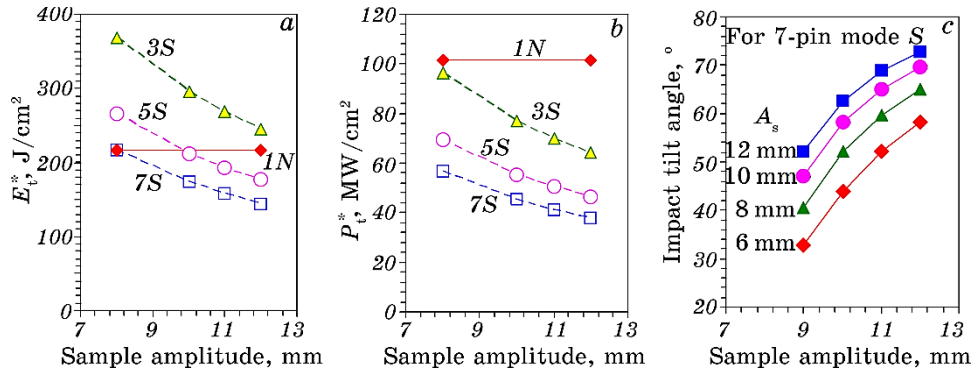 a
400
300
200
100
0
7 9 11 13
E*t, J/cm2
Sample amplitude, mm
3S
5S
1N
7S
b
120
100
80
60
40
20
0
7 9 11 13
P*t, MW/cm2
Sample amplitude, mm
1N
3S
5S
7S
c
80
70
60
50
40
30
20
7 9 11 13
Impact tilt angle, °
Sample amplitude, mm
For 7-pin mode S
As
12 mm
10 mm
8 mm
6 mm